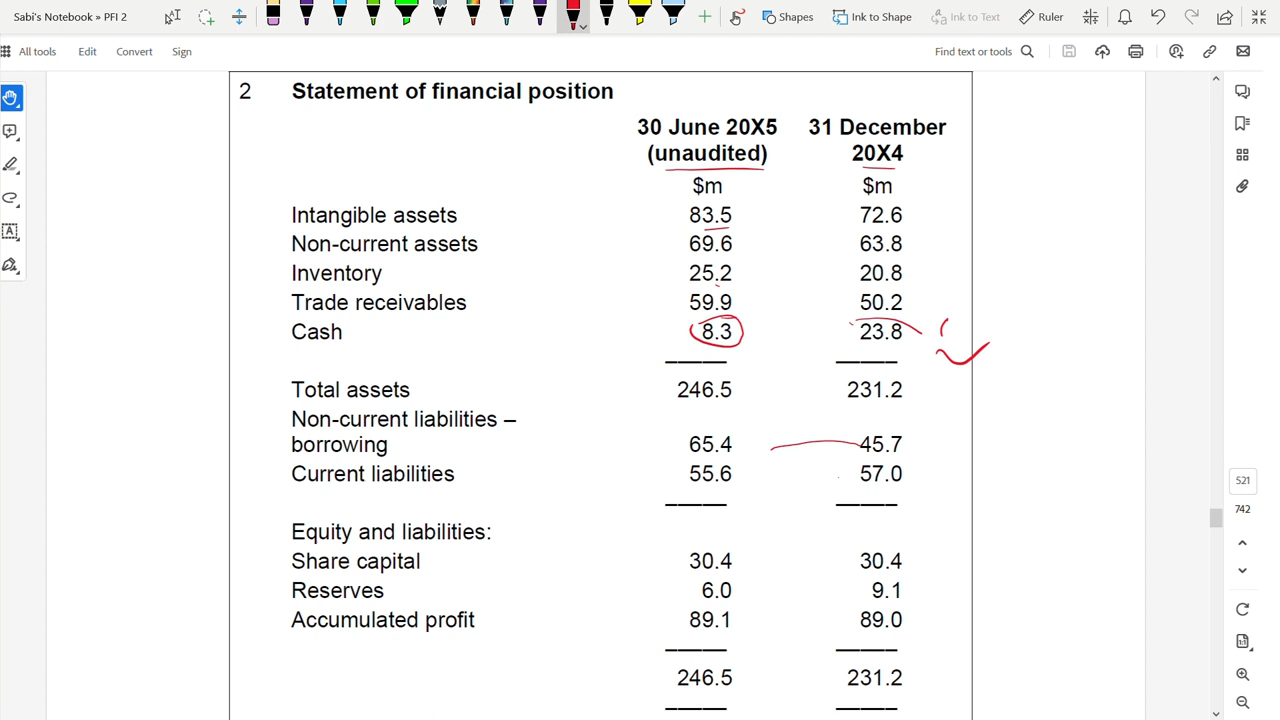 Sabi's Notebook » PFI 2
Shapes
Ink to Shape
Ink to Text
Ruler
All tools
Edit
Convert
Sign
Find text or tools
2 Statement of financial position
30 June 20X5 31 December
(unaudited) 20X4
$m $m
Intangible assets 83.5 72.6
Non-current assets 69.6 63.8
Inventory 25.2 20.8
Trade receivables 59.9 50.2
Cash 8.3 23.8
Total assets 246.5 231.2
Non-current liabilities –
borrowing 65.4 45.7
Current liabilities 55.6 57.0
Equity and liabilities:
Share capital 30.4 30.4
Reserves 6.0 9.1
Accumulated profit 89.1 89.0
246.5 231.2
521
742
1:1